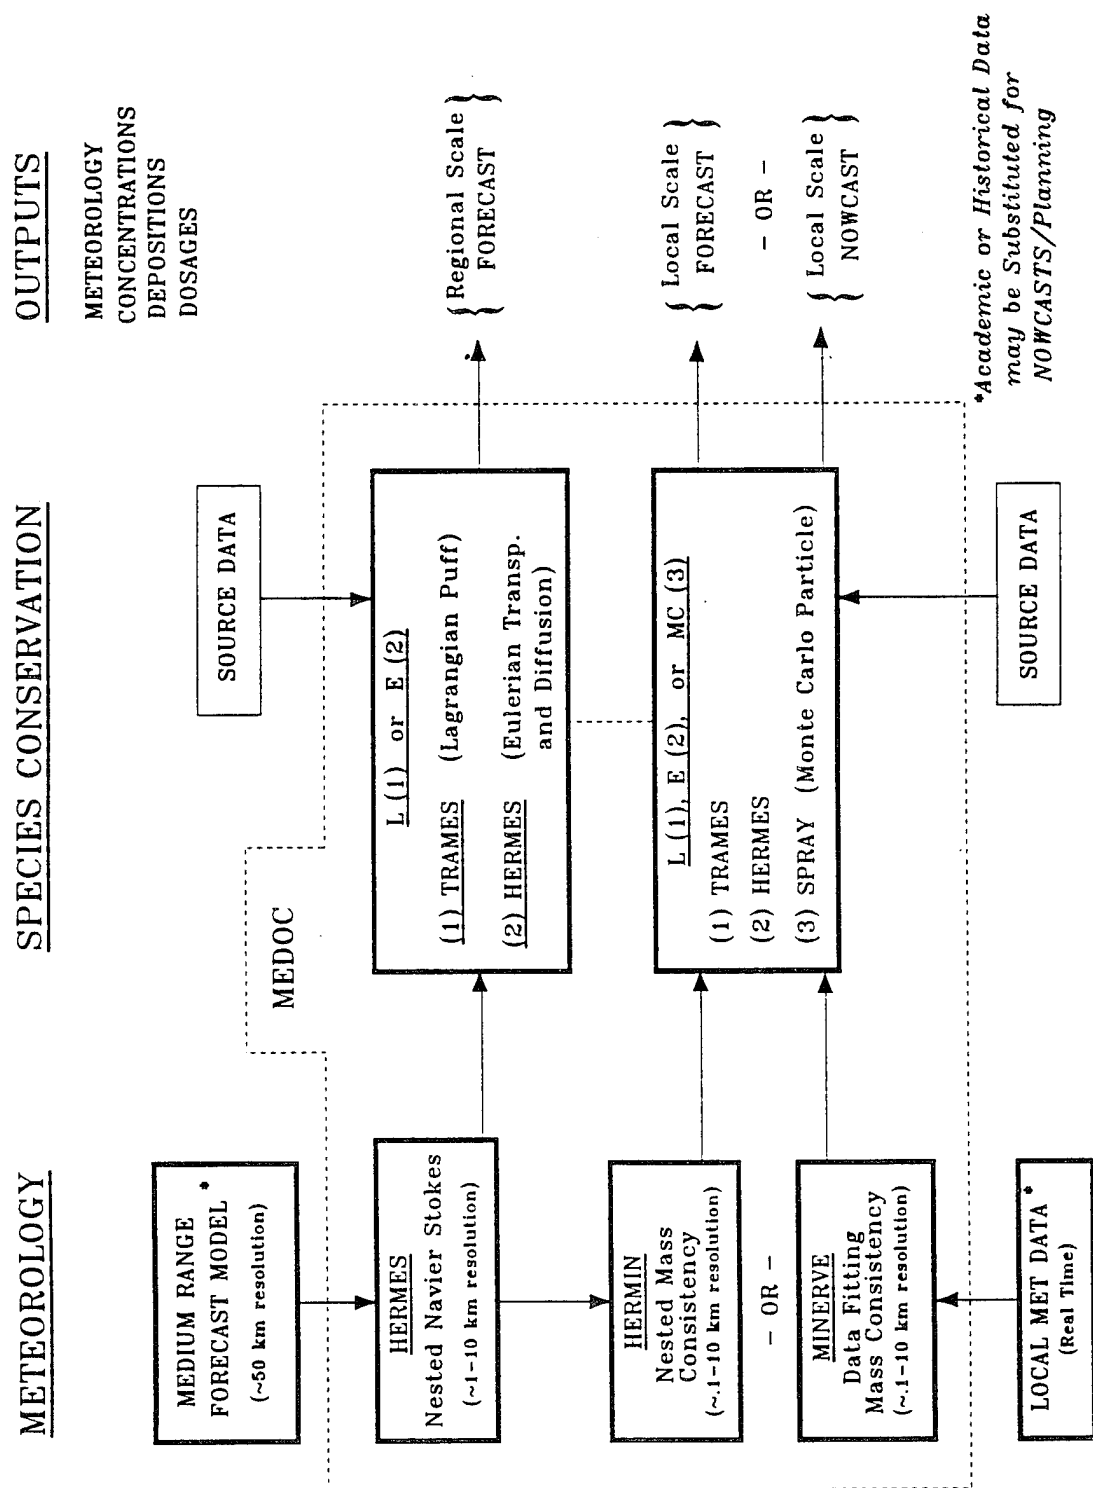 METEOROLOGY
MEDIUM RANGE
FORECAST MODEL*
(~50 km resolution)
HERMES
Nested Navier Stokes
(~1-10 km resolution)
HERMIN
Nested Mass
Consistency
(~.1-10 km resolution)
- OR -
MINERVE
Data Fitting
Mass Consistency
(~.1-10 km resolution)
LOCAL MET DATA*
(Real Time)
SPECIES CONSERVATION
SOURCE DATA
MEDOC
L (1) or E (2)
(1) TRAMES (Lagrangian Puff)
(2) HERMES (Eulerian Transp.
and Diffusion)
L (1), E (2), or MC (3)
(1) TRAMES
(2) HERMES
(3) SPRAY (Monte Carlo Particle)
SOURCE DATA
OUTPUTS
METEOROLOGY
CONCENTRATIONS
DEPOSITIONS
DOSAGES
{Regional Scale}
FORECAST
{Local Scale}
FORECAST
- OR -
{Local Scale}
NOWCAST
*Academic or Historical Data
may be Substituted for
NOWCASTS/Planning